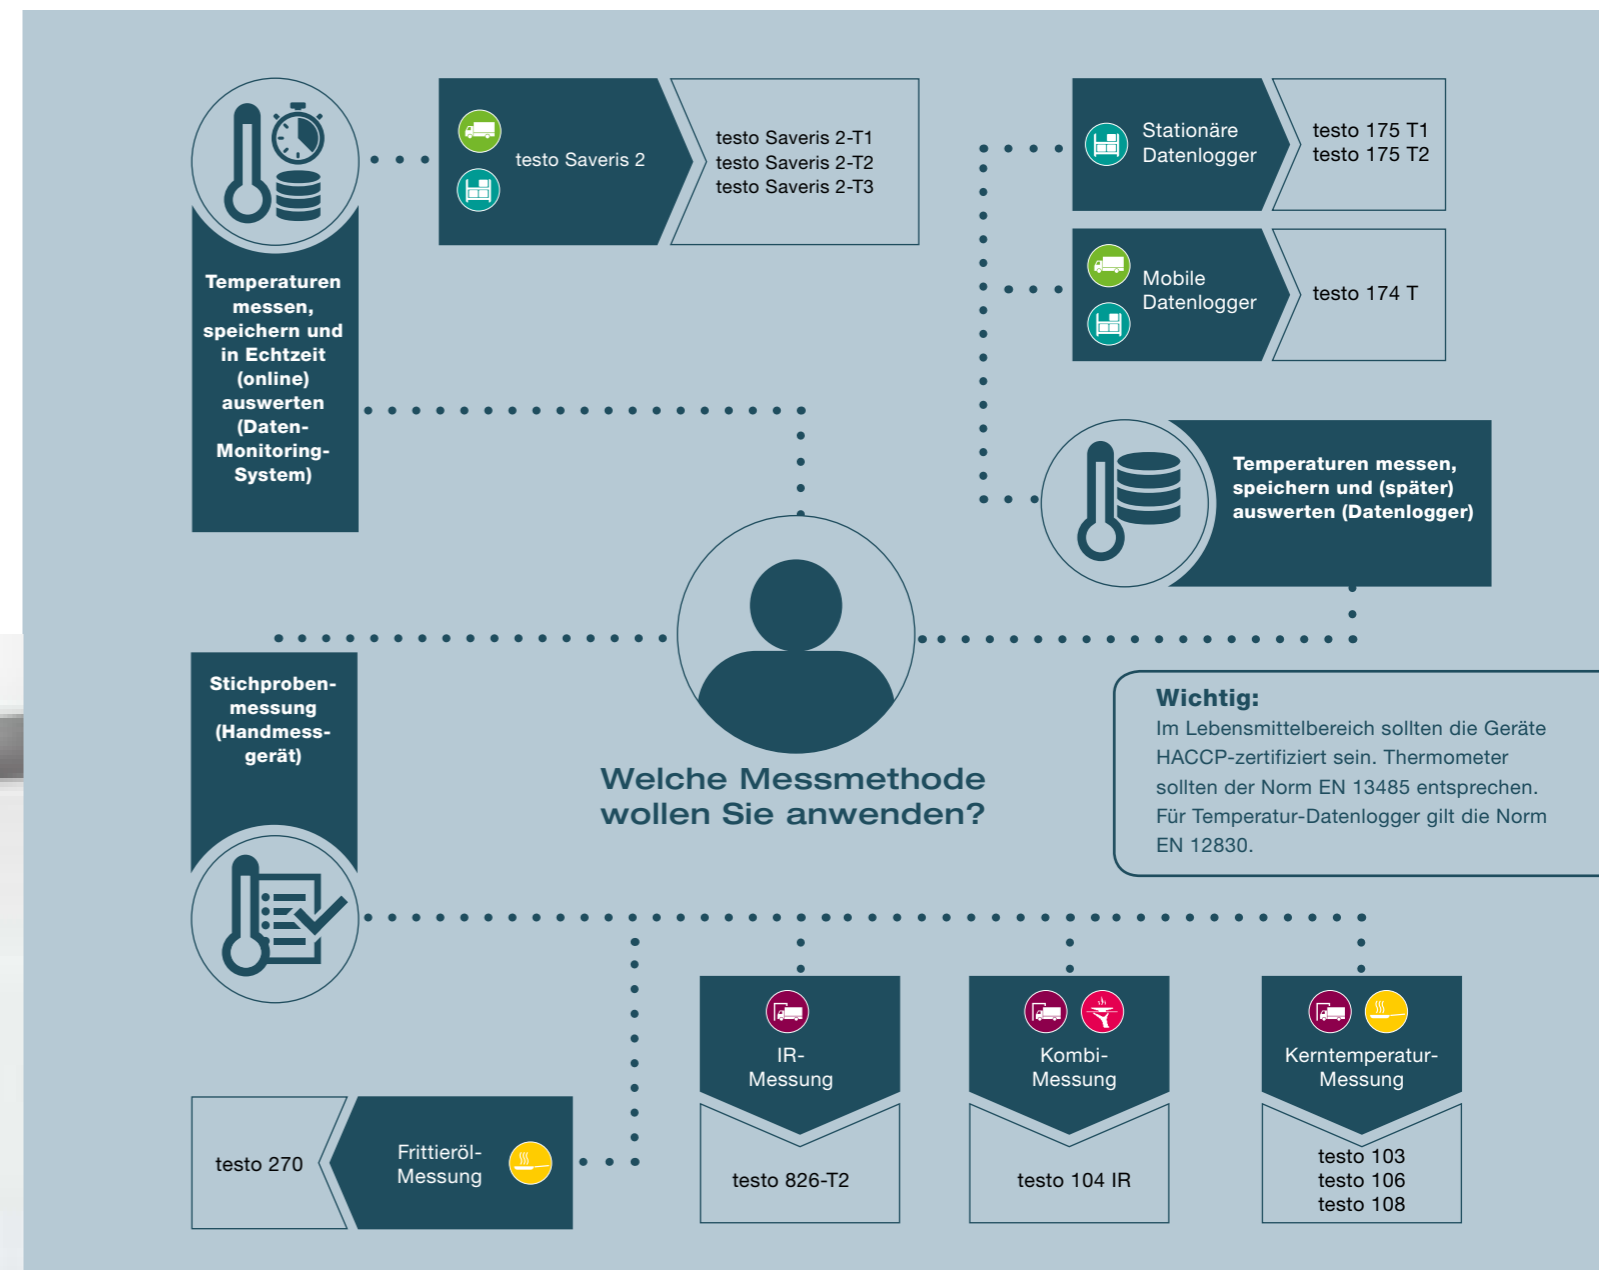 testo Saveris 2
testo Saveris 2-T1
testo Saveris 2-T2
testo Saveris 2-T3
Temperaturen
messen,
speichern und
in Echtzeit
(online)
auswerten
(Daten-
Monitoring-
System)
Stationäre
Datenlogger
testo 175 T1
testo 175 T2
Mobile
Datenlogger
testo 174 T
Temperaturen messen,
speichern und (später)
auswerten (Datenlogger)
Welche Messmethode
wollen Sie anwenden?
Wichtig:
Im Lebensmittelbereich sollten die Geräte
HACCP-zertifiziert sein. Thermometer
sollten der Norm EN 13485 entsprechen.
Für Temperatur-Datenlogger gilt die Norm
EN 12830.
Stichproben-
messung
(Handmess-
gerät)
testo 270
Frittieröl-
Messung
IR-
Messung
testo 826-T2
Kombi-
Messung
testo 104 IR
Kerntemperatur-
Messung
testo 103
testo 106
testo 108